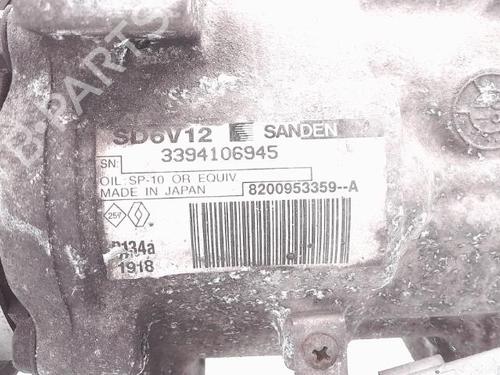 B-PARTS
SD6V12 SANDEN
SN: 3394106945
OIL: SP-10 OR EQUIV
MADE IN JAPAN 8200953359--A
R134a
1918